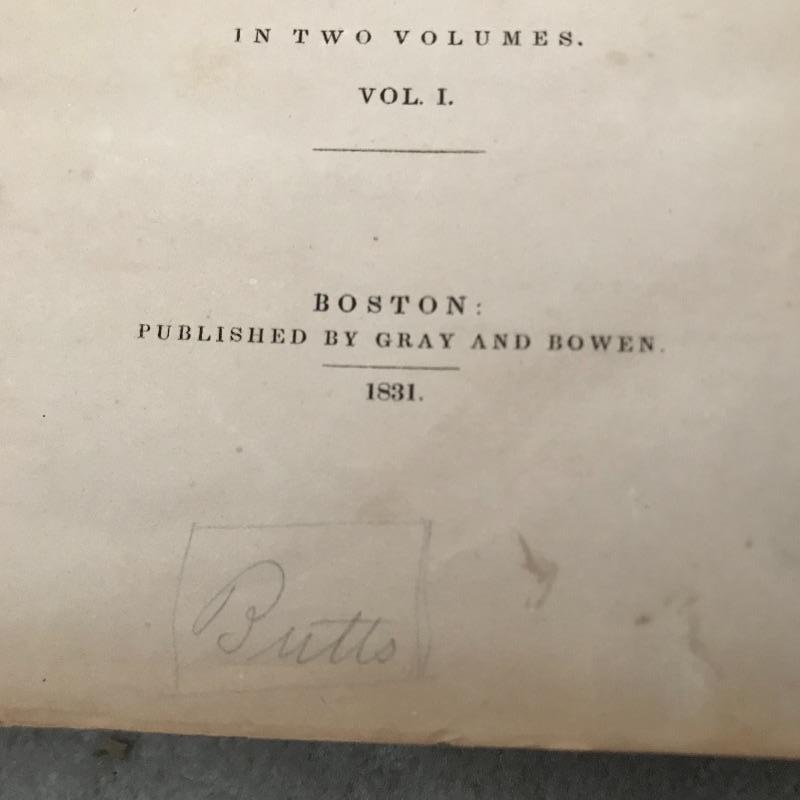 IN TWO VOLUMES.
VOL. I.
BOSTON:
PUBLISHED BY GRAY AND BOWEN.
1831.
Butts